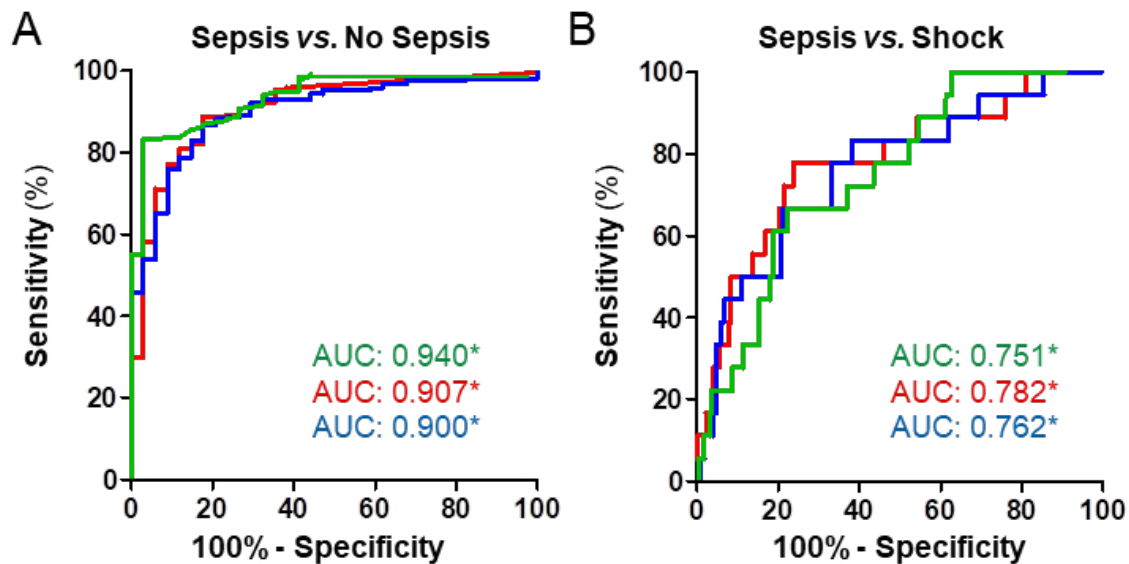 A
Sepsis vs. No Sepsis
100
80
60
40
20
0
Sensitivity (%)
AUC: 0.940*
AUC: 0.907*
AUC: 0.900*
0 20 40 60 80 100
100% - Specificity
B
Sepsis vs. Shock
100
80
60
40
20
0
Sensitivity (%)
AUC: 0.751*
AUC: 0.782*
AUC: 0.762*
0 20 40 60 80 100
100% - Specificity